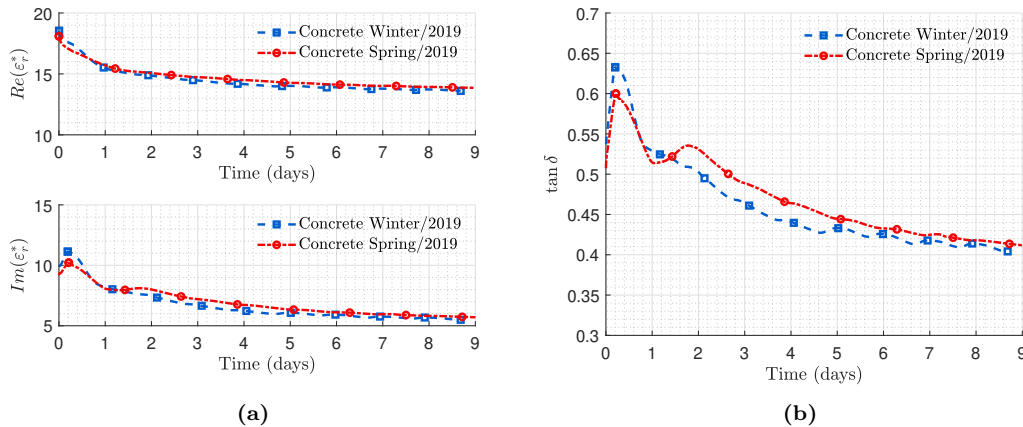 20
15
10
Re(ε*r)
Concrete Winter/2019
Concrete Spring/2019
0 1 2 3 4 5 6 7 8 9
Time (days)
15
10
5
Im(ε*r)
Concrete Winter/2019
Concrete Spring/2019
0 1 2 3 4 5 6 7 8 9
Time (days)
(a)
0.7
0.65
0.6
0.55
0.5
0.45
0.4
0.35
0.3
tan δ
Concrete Winter/2019
Concrete Spring/2019
0 1 2 3 4 5 6 7 8 9
Time (days)
(b)